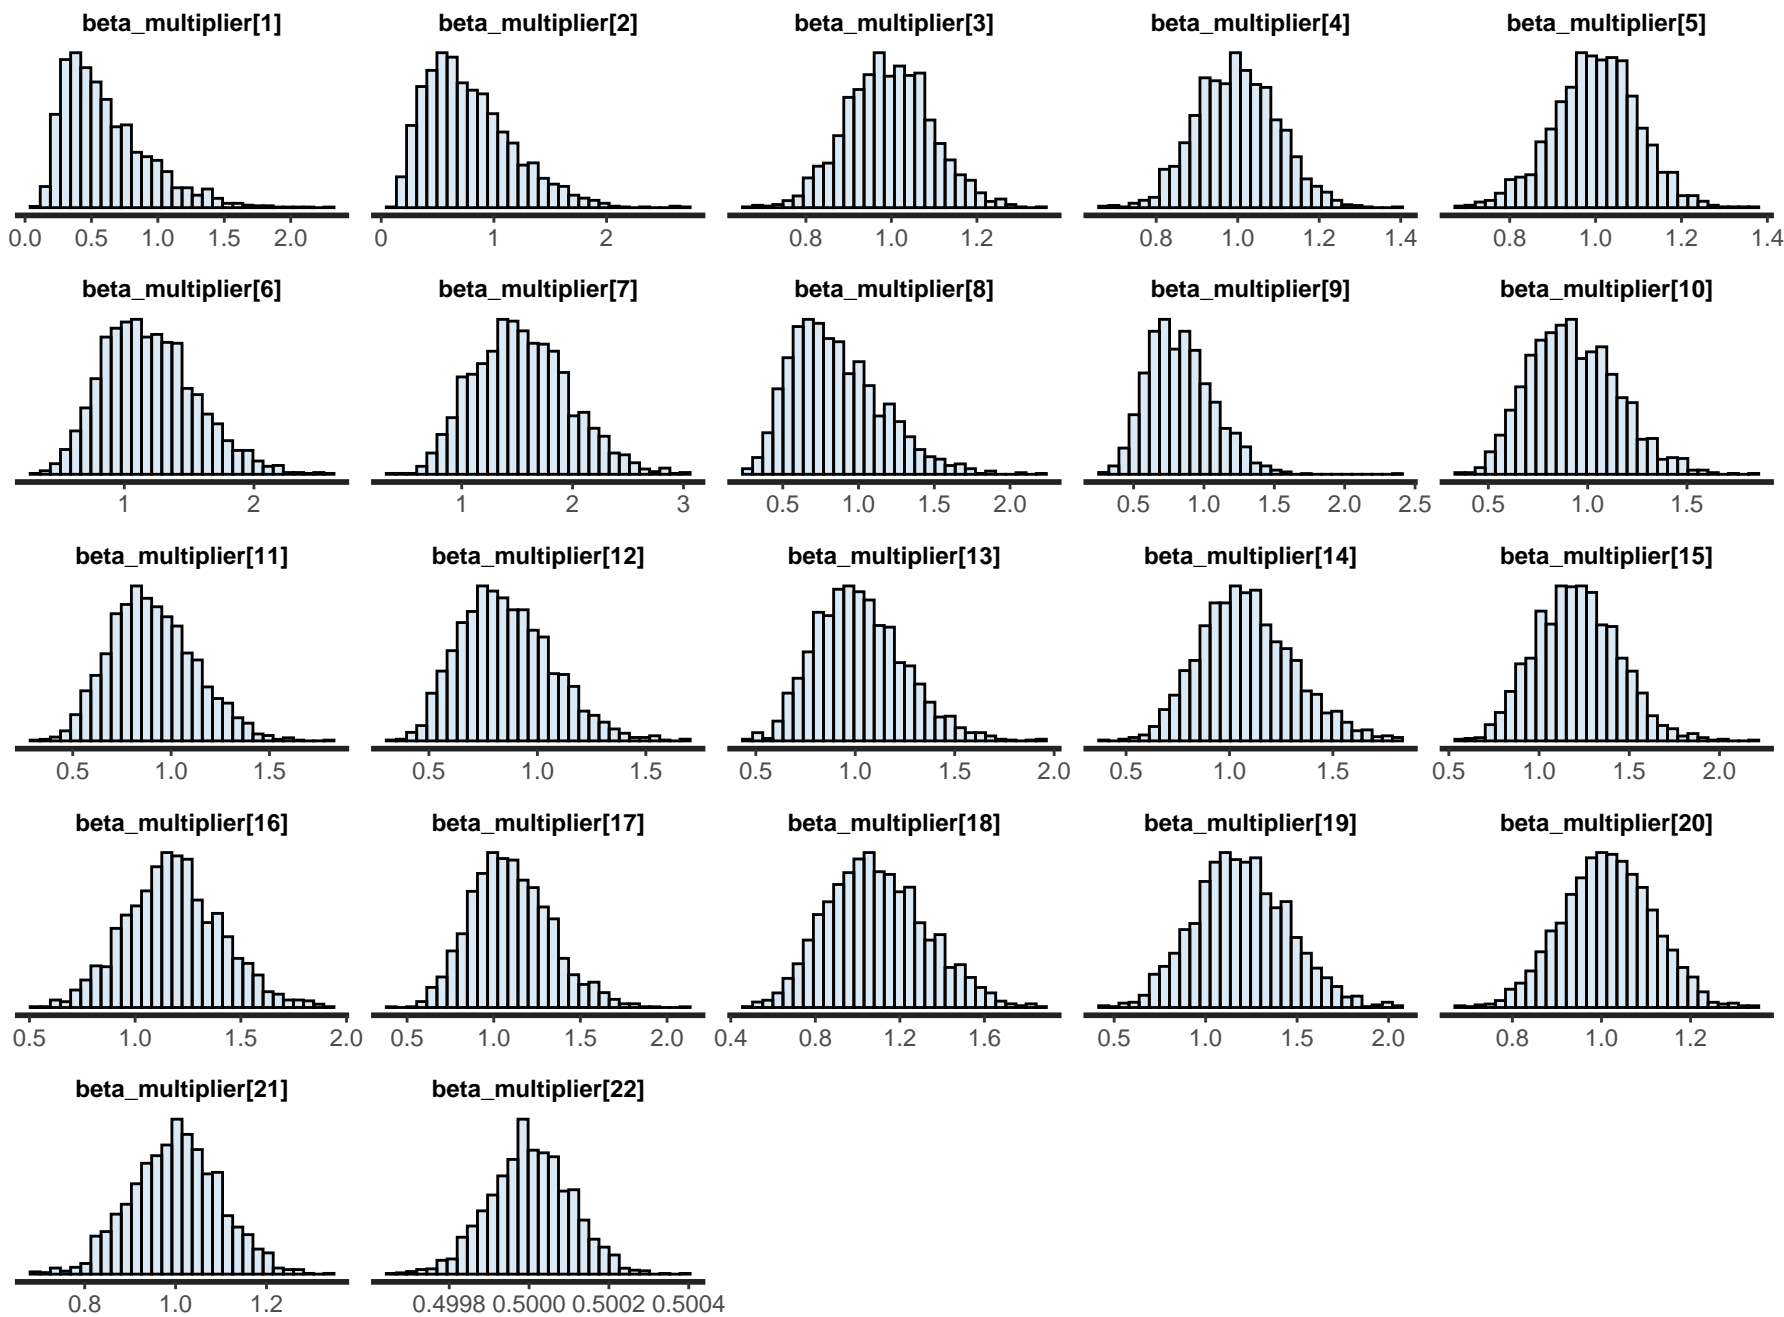 beta_multiplier[1] beta_multiplier[2] beta_multiplier[3] beta_multiplier[4] beta_multiplier[5]
0.0 0.5 1.0 1.5 2.0 0 1 2 0.8 1.0 1.2 0.8 1.0 1.2 1.4 0.8 1.0 1.2 1.4
beta_multiplier[6] beta_multiplier[7] beta_multiplier[8] beta_multiplier[9] beta_multiplier[10]
1 2 1 2 3 0.5 1.0 1.5 2.0 0.5 1.0 1.5 2.0 2.5 0.5 1.0 1.5
beta_multiplier[11] beta_multiplier[12] beta_multiplier[13] beta_multiplier[14] beta_multiplier[15]
0.5 1.0 1.5 0.5 1.0 1.5 0.5 1.0 1.5 2.0 0.5 1.0 1.5 0.5 1.0 1.5 2.0
beta_multiplier[16] beta_multiplier[17] beta_multiplier[18] beta_multiplier[19] beta_multiplier[20]
0.5 1.0 1.5 2.0 0.5 1.0 1.5 2.0 0.4 0.8 1.2 1.6 0.5 1.0 1.5 2.0 0.8 1.0 1.2
beta_multiplier[21] beta_multiplier[22]
0.8 1.0 1.2 0.4998 0.5000 0.5002 0.5004